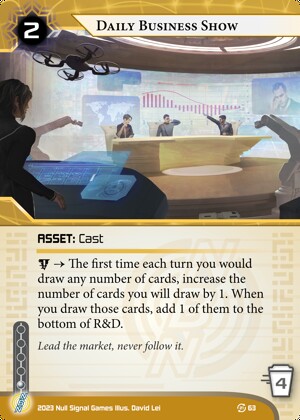 2
DAILY BUSINESS SHOW
ASSET: Cast
→ The first time each turn you would
draw any number of cards, increase the
number of cards you will draw by 1. When
you draw those cards, add 1 of them to the
bottom of R&D.
Lead the market, never follow it.
4
2023 Null Signal Games Illus. David Lei
63